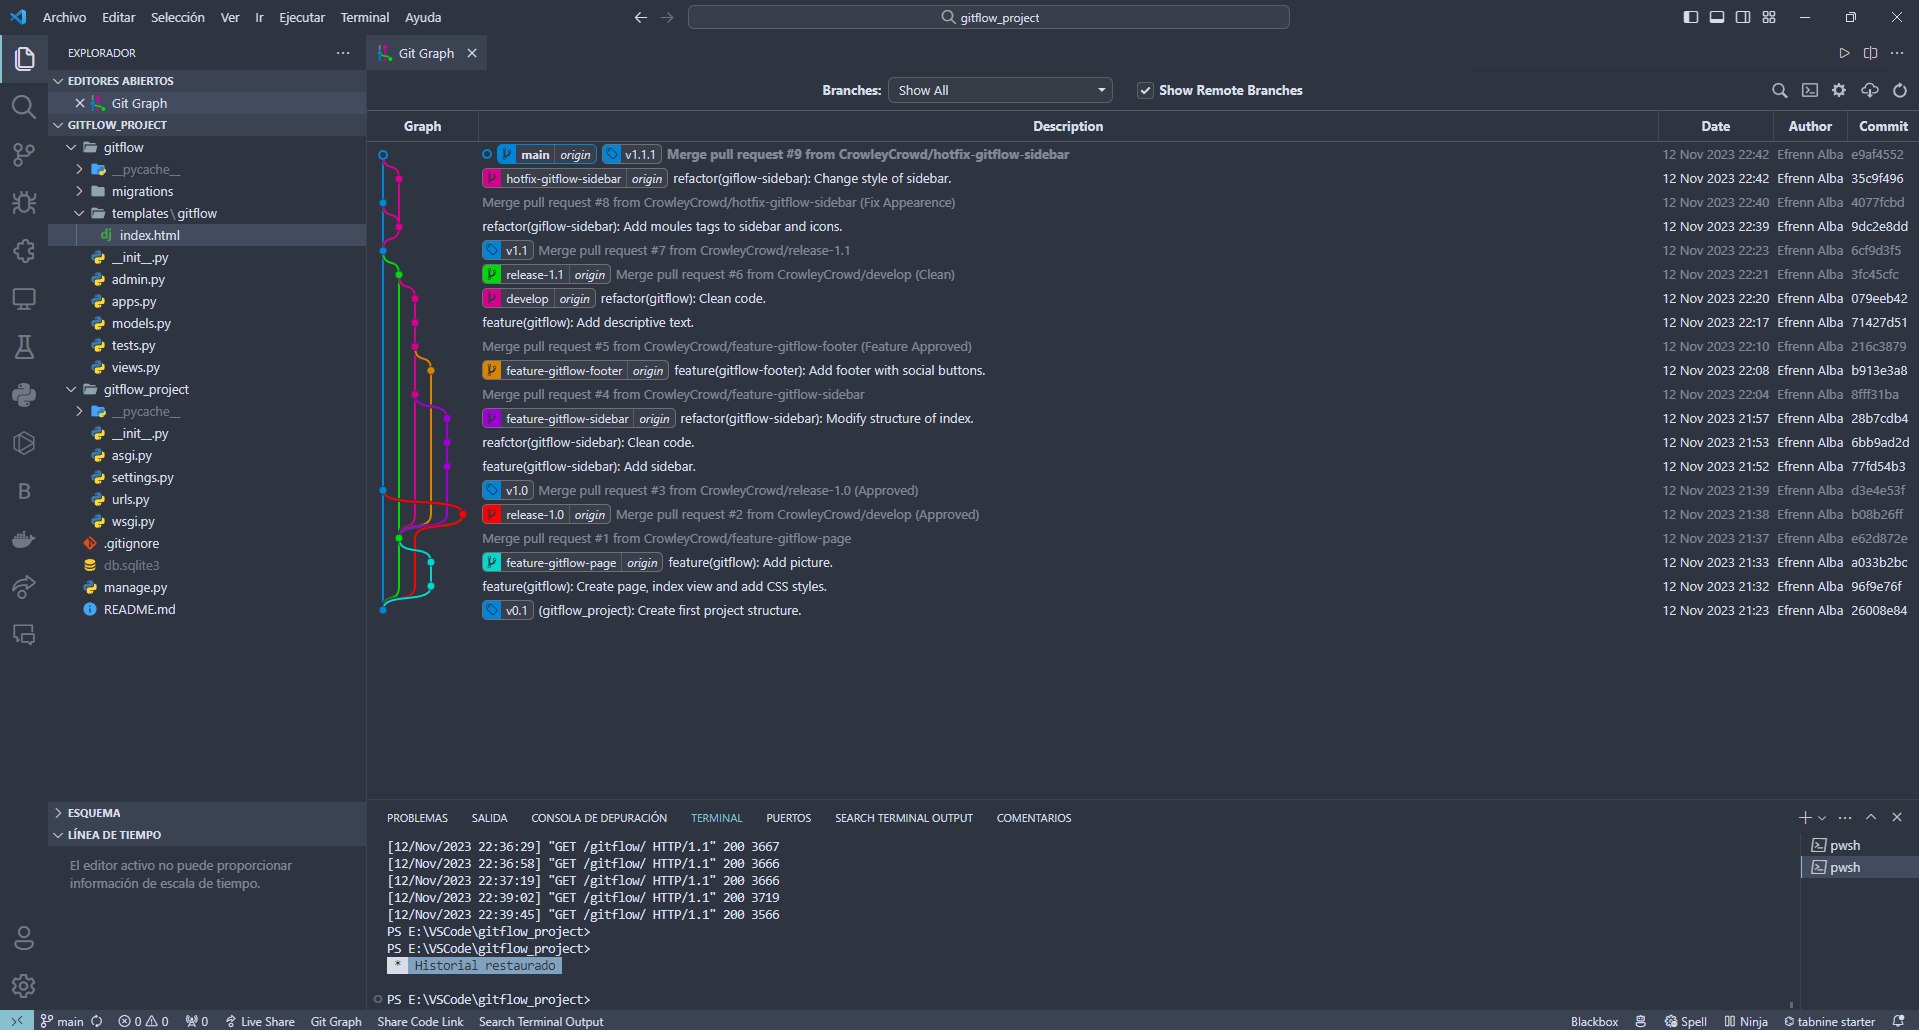 Archivo Editar Selección Ver Ir Ejecutar Terminal Ayuda
gitflow_project
EXPLORADOR
EDITORES ABIERTOS
Git Graph
GITFLOW_PROJECT
gitflow
__pycache__
migrations
templates\gitflow
index.html
__init__.py
admin.py
apps.py
models.py
tests.py
views.py
gitflow_project
__pycache__
__init__.py
asgi.py
settings.py
urls.py
wsgi.py
.gitignore
db.sqlite3
manage.py
README.md
ESQUEMA
LÍNEA DE TIEMPO
El editor activo no puede proporcionar
información de escala de tiempo.
Git Graph
Branches: Show All Show Remote Branches
Graph Description Date Author Commit
main origin v1.1.1 Merge pull request #9 from CrowleyCrowd/hotfix-gitflow-sidebar 12 Nov 2023 22:42 Efrenn Alba e9af4552
hotfix-gitflow-sidebar origin refactor(giflow-sidebar): Change style of sidebar. 12 Nov 2023 22:42 Efrenn Alba 35c9f496
Merge pull request #8 from CrowleyCrowd/hotfix-gitflow-sidebar (Fix Appearence) 12 Nov 2023 22:40 Efrenn Alba 4077fcbd
refactor(giflow-sidebar): Add moules tags to sidebar and icons. 12 Nov 2023 22:39 Efrenn Alba 9dc2e8dd
v1.1 Merge pull request #7 from CrowleyCrowd/release-1.1 12 Nov 2023 22:23 Efrenn Alba 6cf9d3f5
release-1.1 origin Merge pull request #6 from CrowleyCrowd/develop (Clean) 12 Nov 2023 22:21 Efrenn Alba 3fc45cfc
develop origin refactor(gitflow): Clean code. 12 Nov 2023 22:20 Efrenn Alba 079eeb42
feature(gitflow): Add descriptive text. 12 Nov 2023 22:17 Efrenn Alba 71427d51
Merge pull request #5 from CrowleyCrowd/feature-gitflow-footer (Feature Approved) 12 Nov 2023 22:10 Efrenn Alba 216c3879
feature-gitflow-footer origin feature(gitflow-footer): Add footer with social buttons. 12 Nov 2023 22:08 Efrenn Alba b913e3a8
Merge pull request #4 from CrowleyCrowd/feature-gitflow-sidebar 12 Nov 2023 22:04 Efrenn Alba 8fff31ba
feature-gitflow-sidebar origin refactor(gitflow-sidebar): Modify structure of index. 12 Nov 2023 21:57 Efrenn Alba 28b7cdb4
reafctor(gitflow-sidebar): Clean code. 12 Nov 2023 21:53 Efrenn Alba 6bb9ad2d
feature(gitflow-sidebar): Add sidebar. 12 Nov 2023 21:52 Efrenn Alba 77fd54b3
v1.0 Merge pull request #3 from CrowleyCrowd/release-1.0 (Approved) 12 Nov 2023 21:39 Efrenn Alba d3e4e53f
release-1.0 origin Merge pull request #2 from CrowleyCrowd/develop (Approved) 12 Nov 2023 21:38 Efrenn Alba b08b26ff
Merge pull request #1 from CrowleyCrowd/feature-gitflow-page 12 Nov 2023 21:37 Efrenn Alba e62d872e
feature-gitflow-page origin feature(gitflow): Add picture. 12 Nov 2023 21:33 Efrenn Alba a033b2bc
feature(gitflow): Create page, index view and add CSS styles. 12 Nov 2023 21:32 Efrenn Alba 96f9e76f
v0.1 (gitflow_project): Create first project structure. 12 Nov 2023 21:23 Efrenn Alba 26008e84
PROBLEMAS SALIDA CONSOLA DE DEPURACIÓN TERMINAL PUERTOS SEARCH TERMINAL OUTPUT COMENTARIOS
[12/Nov/2023 22:36:29] "GET /gitflow/ HTTP/1.1" 200 3667
[12/Nov/2023 22:36:58] "GET /gitflow/ HTTP/1.1" 200 3666
[12/Nov/2023 22:37:19] "GET /gitflow/ HTTP/1.1" 200 3666
[12/Nov/2023 22:39:02] "GET /gitflow/ HTTP/1.1" 200 3719
[12/Nov/2023 22:39:45] "GET /gitflow/ HTTP/1.1" 200 3566
PS E:\VSCode\gitflow_project>
PS E:\VSCode\gitflow_project>
* Historial restaurado
PS E:\VSCode\gitflow_project>
pwsh
pwsh
main 0 0 0 Live Share Git Graph Share Code Link Search Terminal Output Blackbox Spell Ninja tabnine starter